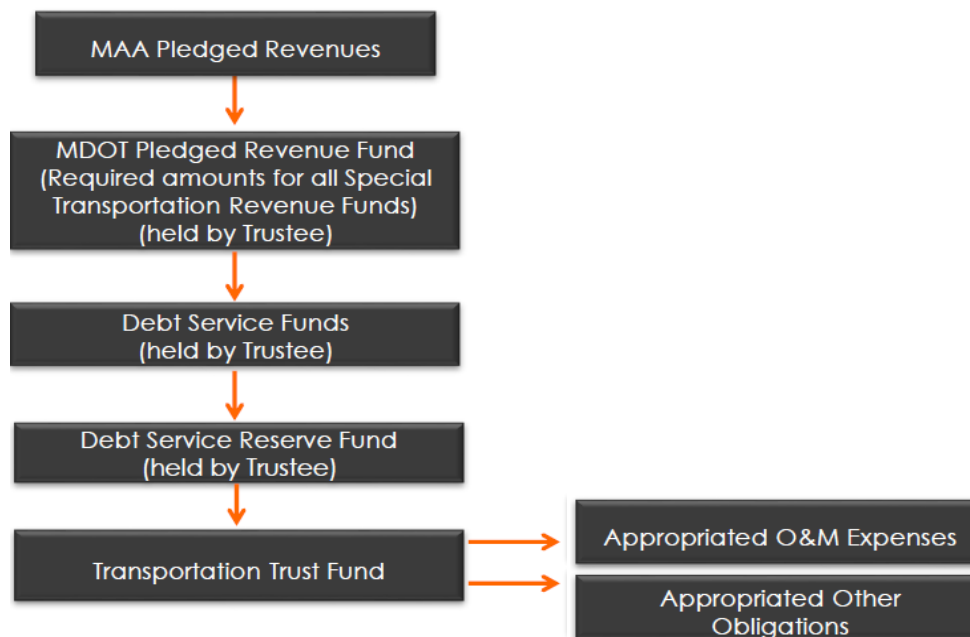 MAA Pledged Revenues
MDOT Pledged Revenue Fund
(Required amounts for all Special
Transportation Revenue Funds)
(held by Trustee)
Debt Service Funds
(held by Trustee)
Debt Service Reserve Fund
(held by Trustee)
Transportation Trust Fund
Appropriated O&M Expenses
Appropriated Other
Obligations